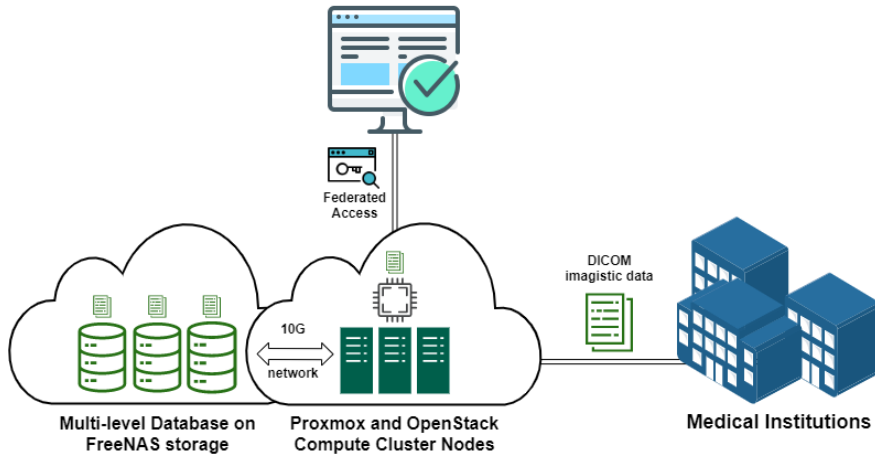 Federated
Access
DICOM
imagistic data
10G
network
Multi-level Database on
FreeNAS storage
Proxmox and OpenStack
Compute Cluster Nodes
Medical Institutions